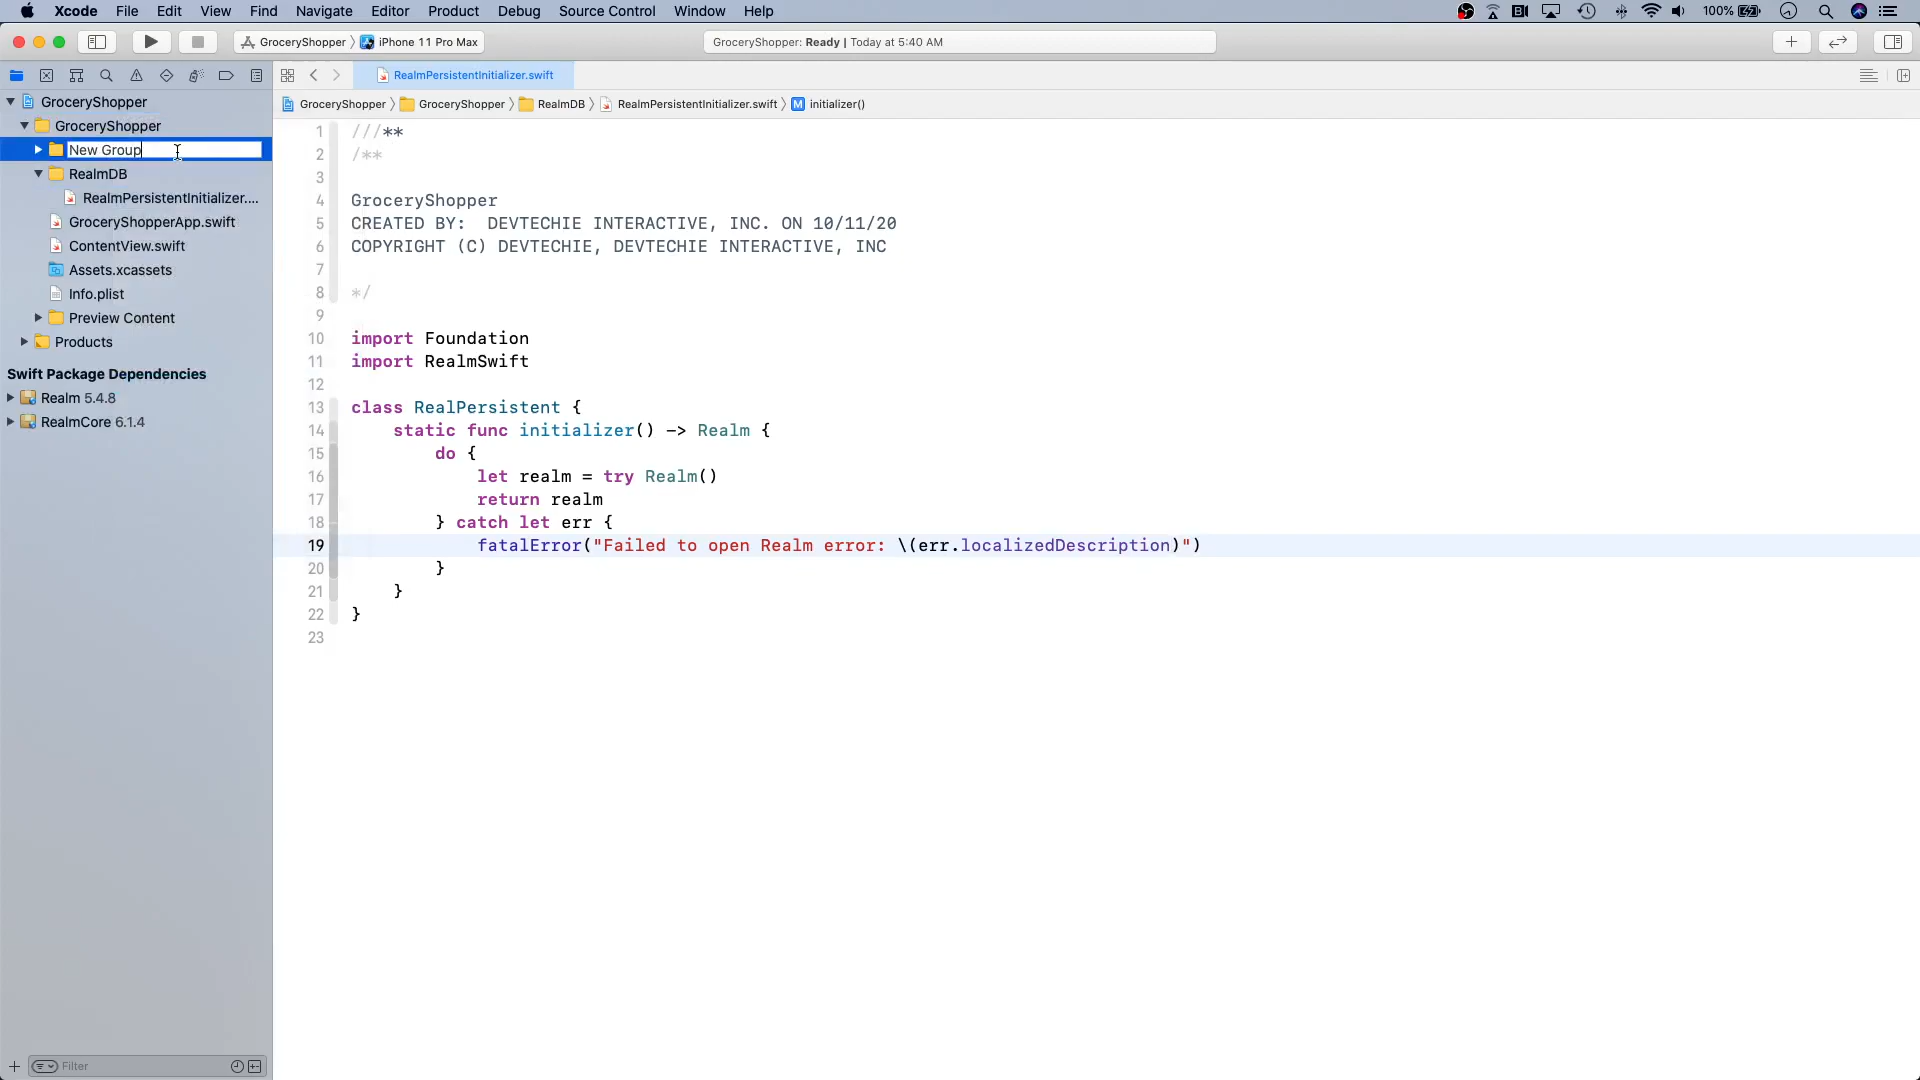 Xcode File Edit View Find Navigate Editor Product Debug Source Control Window Help 100%
GroceryShopper iPhone 11 Pro Max GroceryShopper: Ready | Today at 5:40 AM
RealmPersistentInitializer.swift
GroceryShopper GroceryShopper RealmDB RealmPersistentInitializer.swift M initializer()
GroceryShopper
GroceryShopper
New Group
RealmDB
RealmPersistentInitializer....
GroceryShopperApp.swift
ContentView.swift
Assets.xcassets
Info.plist
Preview Content
Products
Swift Package Dependencies
Realm 5.4.8
RealmCore 6.1.4
Filter
1 ///**
2 /**
3
4 GroceryShopper
5 CREATED BY:  DEVTECHIE INTERACTIVE, INC. ON 10/11/20
6 COPYRIGHT (C) DEVTECHIE, DEVTECHIE INTERACTIVE, INC
7
8 */
9
10 import Foundation
11 import RealmSwift
12
13 class RealPersistent {
14     static func initializer() -> Realm {
15         do {
16             let realm = try Realm()
17             return realm
18         } catch let err {
19             fatalError("Failed to open Realm error: \(err.localizedDescription)")
20         }
21     }
22 }
23